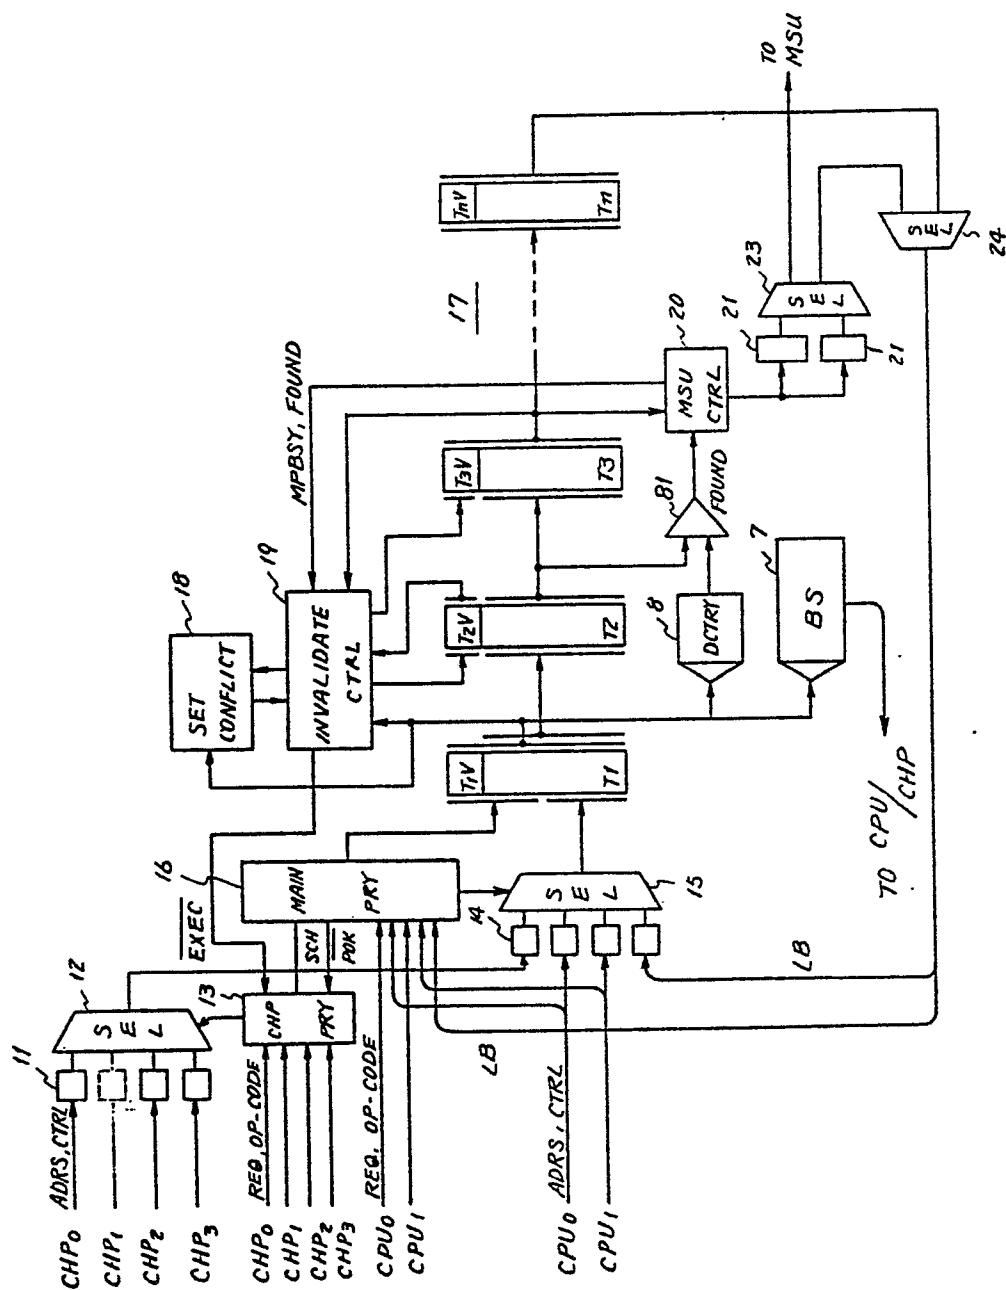 CHP0 ADRS, CTRL
CHP1
CHP2
CHP3
11
SEL
12
CHP0 REQ, OP-CODE
CHP1
CHP2
CHP3
CHP PRY
13
EXEC
SCH
POK
CPU0 REQ, OP-CODE
CPU1
MAIN PRY
16
LB
CPU0 ADRS, CTRL
CPU1
14
SEL
15
LB
T1V
T1
SET CONFLICT
18
INVALIDATE CTRL
19
MPBSY, FOUND
T2V
T2
T3V
T3
17
TnV
Tn
DCTRY
8
81
FOUND
BS
7
TO CPU/CHP
MSU CTRL
20
21
21
SEL
23
SEL
24
TO MSU